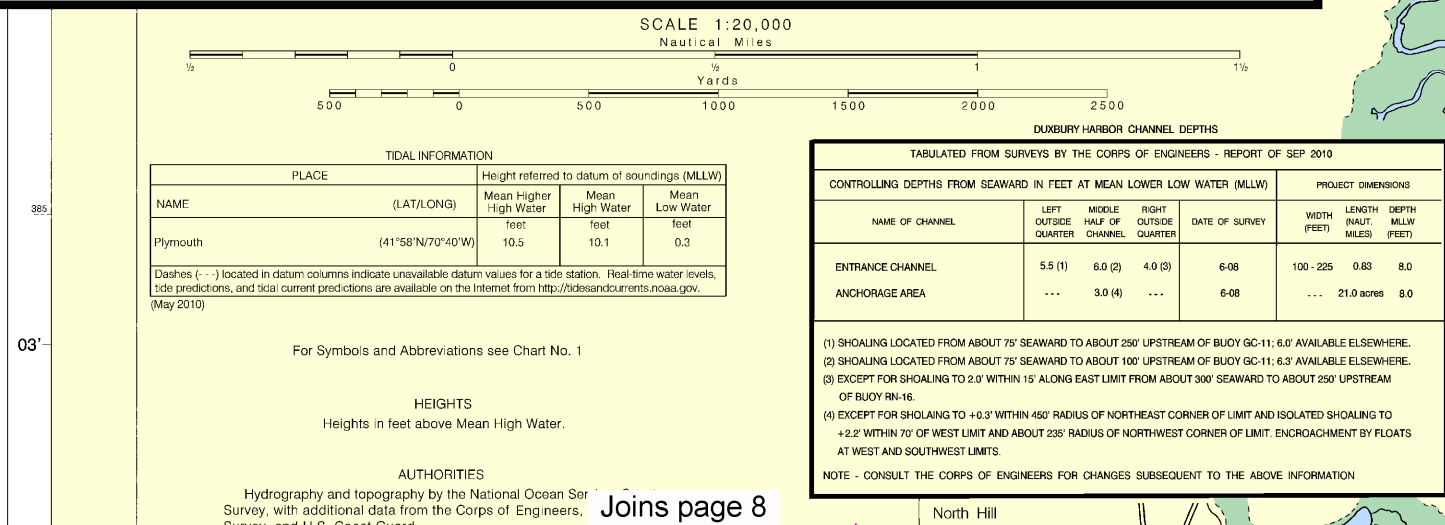 SCALE 1:20,000
Nautical Miles
½ 0 ½ 1 1½
Yards
500 0 500 1000 1500 2000 2500
TIDAL INFORMATION
PLACE Height referred to datum of soundings (MLLW)
NAME (LAT/LONG) Mean Higher High Water Mean High Water Mean Low Water
feet feet feet
Plymouth (41°58'N/70°40'W) 10.5 10.1 0.3
Dashes (- - -) located in datum columns indicate unavailable datum values for a tide station. Real-time water levels,
tide predictions, and tidal current predictions are available on the Internet from http://tidesandcurrents.noaa.gov.
(May 2010)
385
03'
For Symbols and Abbreviations see Chart No. 1
HEIGHTS
Heights in feet above Mean High Water.
AUTHORITIES
Hydrography and topography by the National Ocean
Survey, with additional data from the Corps of Engineers,
Survey, and U.S. Coast Guard.
Joins page 8
DUXBURY HARBOR CHANNEL DEPTHS
TABULATED FROM SURVEYS BY THE CORPS OF ENGINEERS - REPORT OF SEP 2010
CONTROLLING DEPTHS FROM SEAWARD IN FEET AT MEAN LOWER LOW WATER (MLLW) PROJECT DIMENSIONS
NAME OF CHANNEL LEFT OUTSIDE QUARTER MIDDLE HALF OF CHANNEL RIGHT OUTSIDE QUARTER DATE OF SURVEY WIDTH (FEET) LENGTH (NAUT. MILES) DEPTH MLLW (FEET)
ENTRANCE CHANNEL 5.5 (1) 6.0 (2) 4.0 (3) 6-08 100 - 225 0.83 8.0
ANCHORAGE AREA - - - 3.0 (4) - - - 6-08 - - - 21.0 acres 8.0
(1) SHOALING LOCATED FROM ABOUT 75' SEAWARD TO ABOUT 250' UPSTREAM OF BUOY GC-11; 6.0' AVAILABLE ELSEWHERE.
(2) SHOALING LOCATED FROM ABOUT 75' SEAWARD TO ABOUT 100' UPSTREAM OF BUOY GC-11; 6.3' AVAILABLE ELSEWHERE.
(3) EXCEPT FOR SHOALING TO 2.0' WITHIN 15' ALONG EAST LIMIT FROM ABOUT 300' SEAWARD TO ABOUT 250' UPSTREAM
OF BUOY RN-16.
(4) EXCEPT FOR SHOLAING TO +0.3' WITHIN 450' RADIUS OF NORTHEAST CORNER OF LIMIT AND ISOLATED SHOALING TO
+2.2' WITHIN 70' OF WEST LIMIT AND ABOUT 235' RADIUS OF NORTHWEST CORNER OF LIMIT. ENCROACHMENT BY FLOATS
AT WEST AND SOUTHWEST LIMITS.
NOTE - CONSULT THE CORPS OF ENGINEERS FOR CHANGES SUBSEQUENT TO THE ABOVE INFORMATION
North Hill